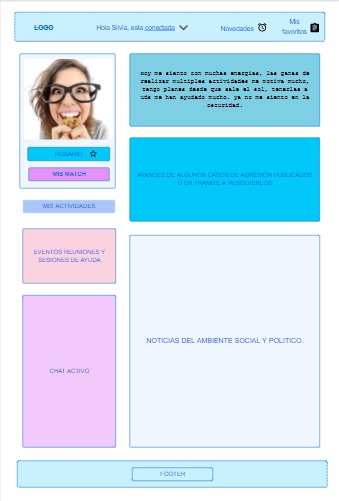 LOGO
Hola Silvia, esta conectada
Novedades
Mis
favoritos
Hoy me siento con muchas energias, las ganas de
realizar multiples actividades me motiva mucho,
tengo planes desde que sale el sol, tenerlas a
uds me han ayudado mucho. ya no me siento en la
oscuridad.
ROSARIO
MIS MATCH
AVANCES DE ALGUNOS CASOS DE AGRESION PUBLICADOS
O EN TRAMITE A RESOLVERLOS
MIS ACTIVIDADES
EVENTOS REUNIONES Y
SESIONES DE AYUDA
NOTICIAS DEL AMBIENTE SOCIAL Y POLITICO.
CHAT ACTIVO
FOOTER